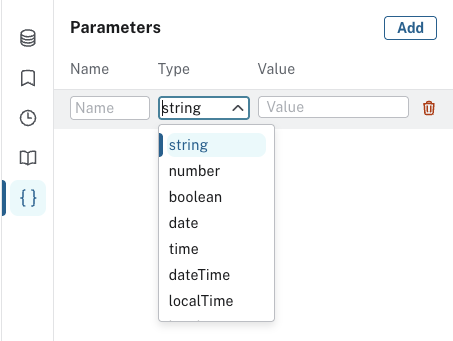 Parameters Add
Name Type Value
Name string Value
string
number
boolean
date
time
dateTime
localTime